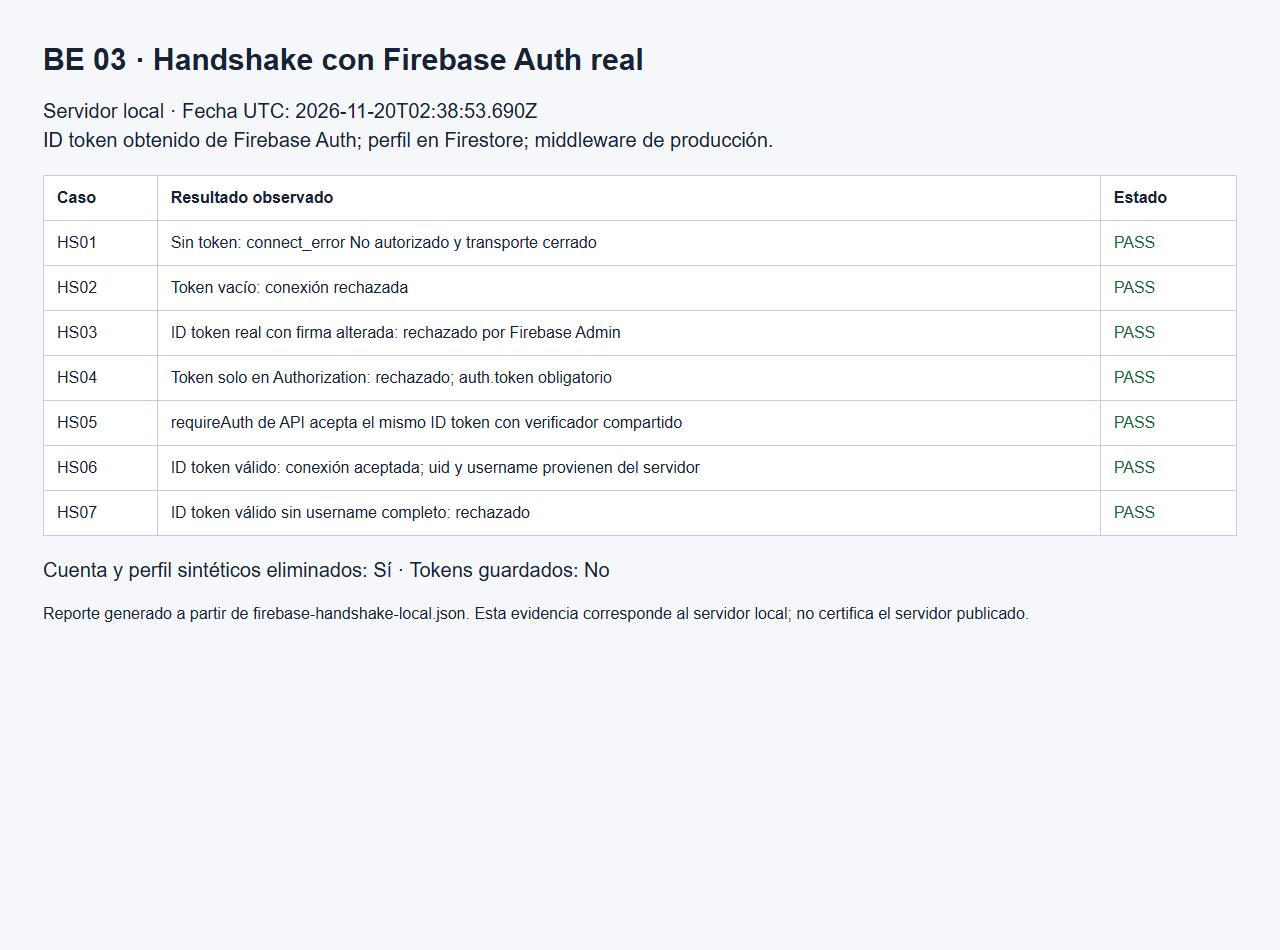 BE 03 · Handshake con Firebase Auth real
Servidor local · Fecha UTC: 2026-11-20T02:38:53.690Z
ID token obtenido de Firebase Auth; perfil en Firestore; middleware de producción.
Caso Resultado observado Estado
HS01 Sin token: connect_error No autorizado y transporte cerrado PASS
HS02 Token vacío: conexión rechazada PASS
HS03 ID token real con firma alterada: rechazado por Firebase Admin PASS
HS04 Token solo en Authorization: rechazado; auth.token obligatorio PASS
HS05 requireAuth de API acepta el mismo ID token con verificador compartido PASS
HS06 ID token válido: conexión aceptada; uid y username provienen del servidor PASS
HS07 ID token válido sin username completo: rechazado PASS
Cuenta y perfil sintéticos eliminados: Sí · Tokens guardados: No
Reporte generado a partir de firebase-handshake-local.json. Esta evidencia corresponde al servidor local; no certifica el servidor publicado.